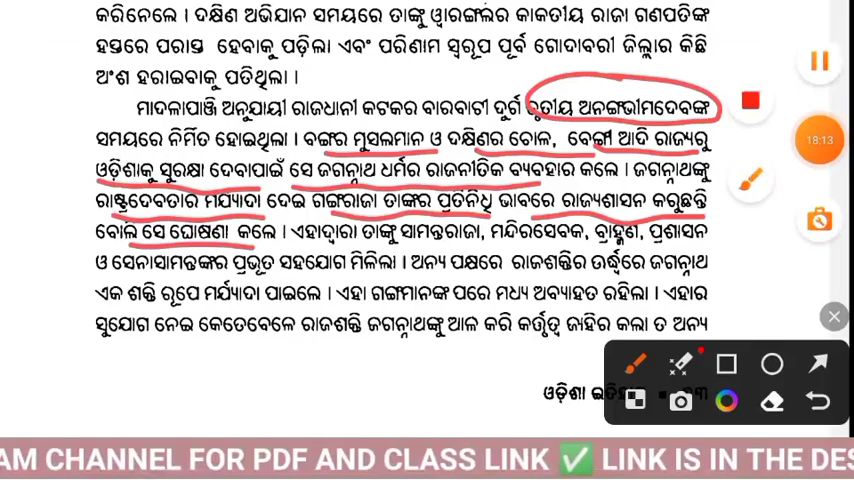 କରିନେଲେ । ଦକ୍ଷିଣ ଅଭିଯାନ ସମୟରେ ତାଙ୍କୁ ୱାରଙ୍ଗଲର କାକତୀୟ ରାଜା ଗଣପତିଙ୍କ
ହସ୍ତରେ ପରାସ୍ତ ହେବାକୁ ପଡ଼ିଲା ଏବଂ ପରିଣାମ ସ୍ୱରୂପ ପୂର୍ବ ଗୋଦାବରୀ ଜିଲ୍ଲାର କିଛି
ଅଂଶ ହରାଇବାକୁ ପଡିଥିଲା ।
ମାଦଳାପାଞ୍ଜି ଅନୁଯାୟୀ ରାଜଧାନୀ କଟକର ବାରବାଟୀ ଦୁର୍ଗ ତୃତୀୟ ଅନଙ୍ଗଭୀମଦେବଙ୍କ
ସମୟରେ ନିର୍ମିତ ହୋଇଥିଲା । ବଙ୍ଗର ମୁସଲମାନ ଓ ଦକ୍ଷିଣର ଚୋଳ, ବେଙ୍ଗୀ ଆଦି ରାଜ୍ୟରୁ
ଓଡ଼ିଶାକୁ ସୁରକ୍ଷା ଦେବାପାଇଁ ସେ ଜଗନ୍ନାଥ ଧର୍ମର ରାଜନୀତିକ ବ୍ୟବହାର କଲେ । ଜଗନ୍ନାଥଙ୍କୁ
ରାଷ୍ଟ୍ରଦେବତାର ମର୍ଯ୍ୟାଦା ଦେଇ ଗଙ୍ଗରାଜା ତାଙ୍କର ପ୍ରତିନିଧି ଭାବରେ ରାଜ୍ୟଶାସନ କରୁଛନ୍ତି
ବୋଲି ସେ ଘୋଷଣା କଲେ । ଏହାଦ୍ୱାରା ତାଙ୍କୁ ସାମନ୍ତରାଜା, ମନ୍ଦିରସେବକ, ବ୍ରାହ୍ମଣ, ପ୍ରଶାସନ
ଓ ସେନାସାମନ୍ତଙ୍କର ପ୍ରଭୂତ ସହଯୋଗ ମିଳିଲା । ଅନ୍ୟ ପକ୍ଷରେ ରାଜଶକ୍ତିର ଉର୍ଦ୍ଧ୍ୱରେ ଜଗନ୍ନାଥ
ଏକ ଶକ୍ତି ରୂପେ ମର୍ଯ୍ୟାଦା ପାଇଲେ । ଏହା ଗଙ୍ଗମାନଙ୍କ ପରେ ମଧ୍ୟ ଅବ୍ୟାହତ ରହିଲା । ଏହାର
ସୁଯୋଗ ନେଇ କେତେବେଳେ ରାଜଶକ୍ତି ଜଗନ୍ନାଥଙ୍କୁ ଆଳ କରି କର୍ତ୍ତୃତ୍ୱ ଜାହିର କଲା ତ ଅନ୍ୟ
18:13
ଓଡ଼ିଶା
AM CHANNEL FOR PDF AND CLASS LINK ✅ LINK IS IN THE DES